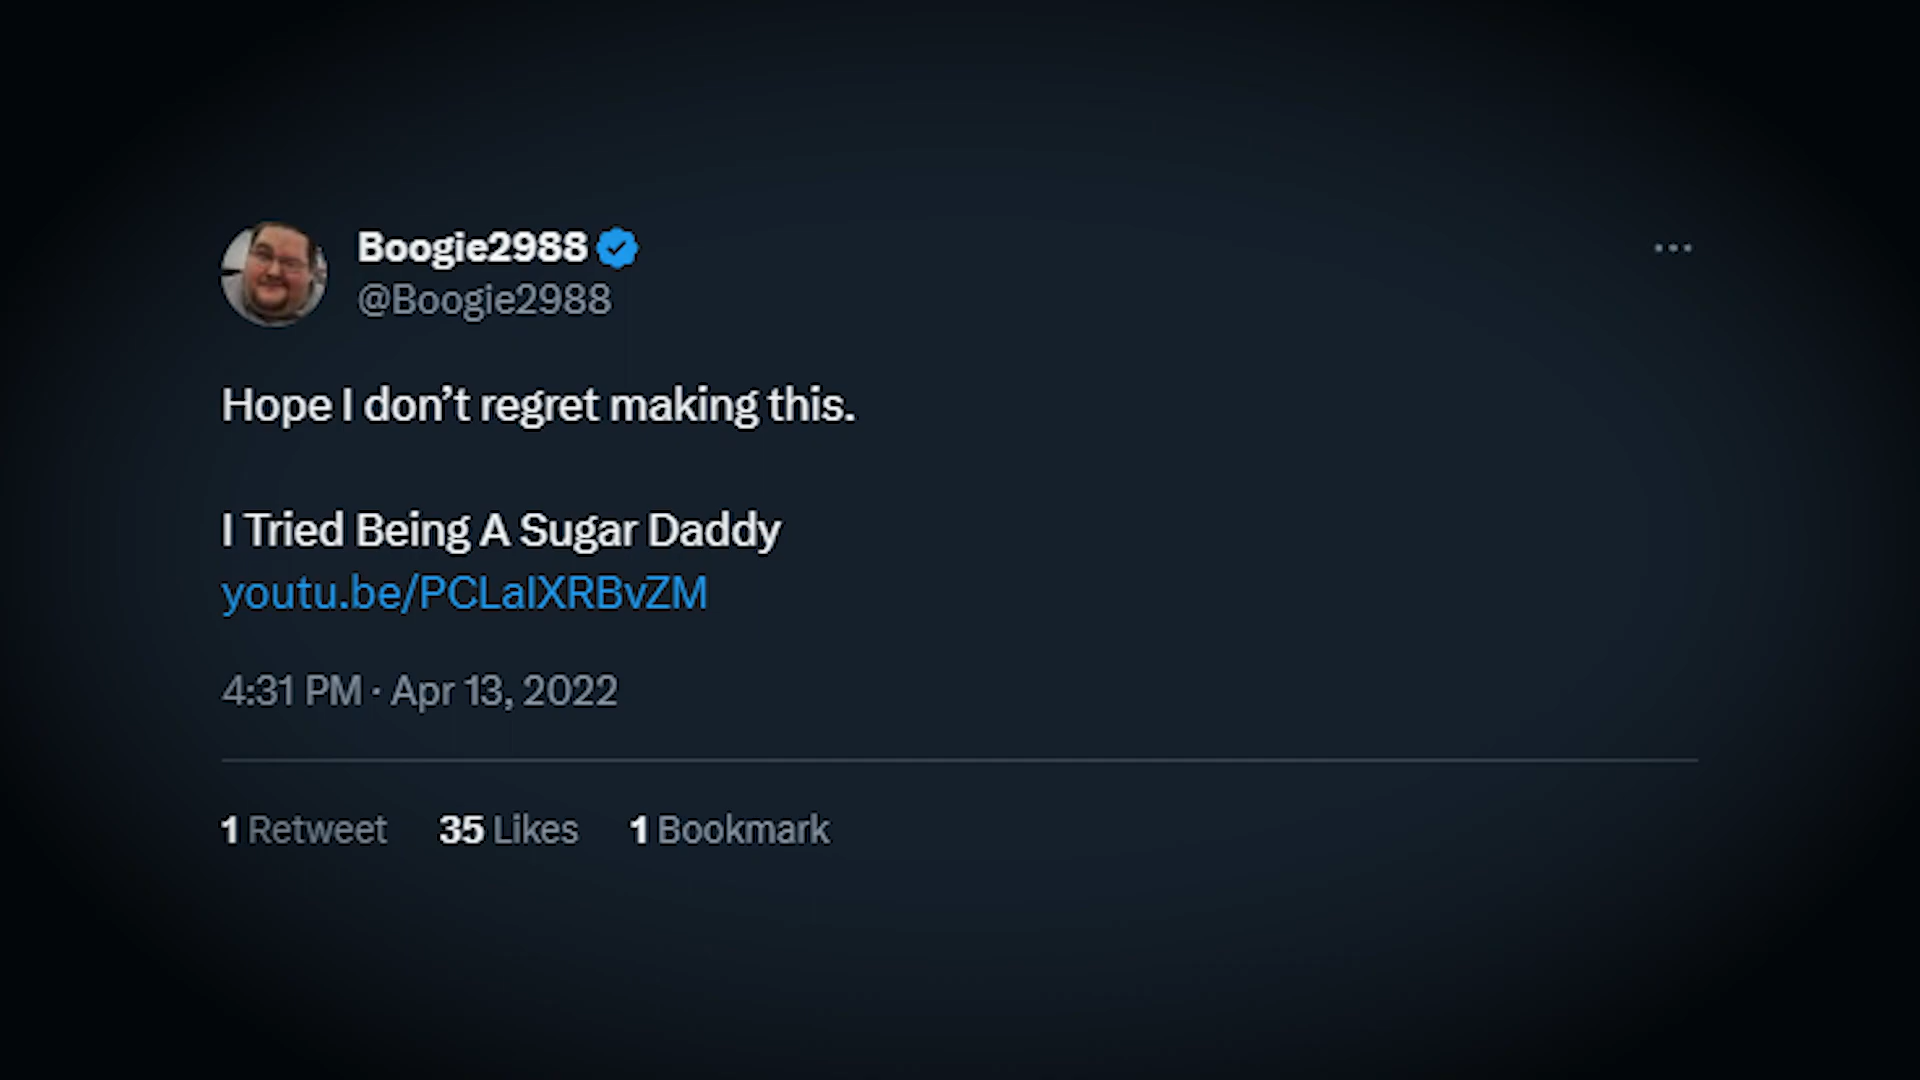 Boogie2988
@Boogie2988
Hope I don’t regret making this.
I Tried Being A Sugar Daddy
youtu.be/PCLaIXRBvZM
4:31 PM · Apr 13, 2022
1 Retweet 35 Likes 1 Bookmark